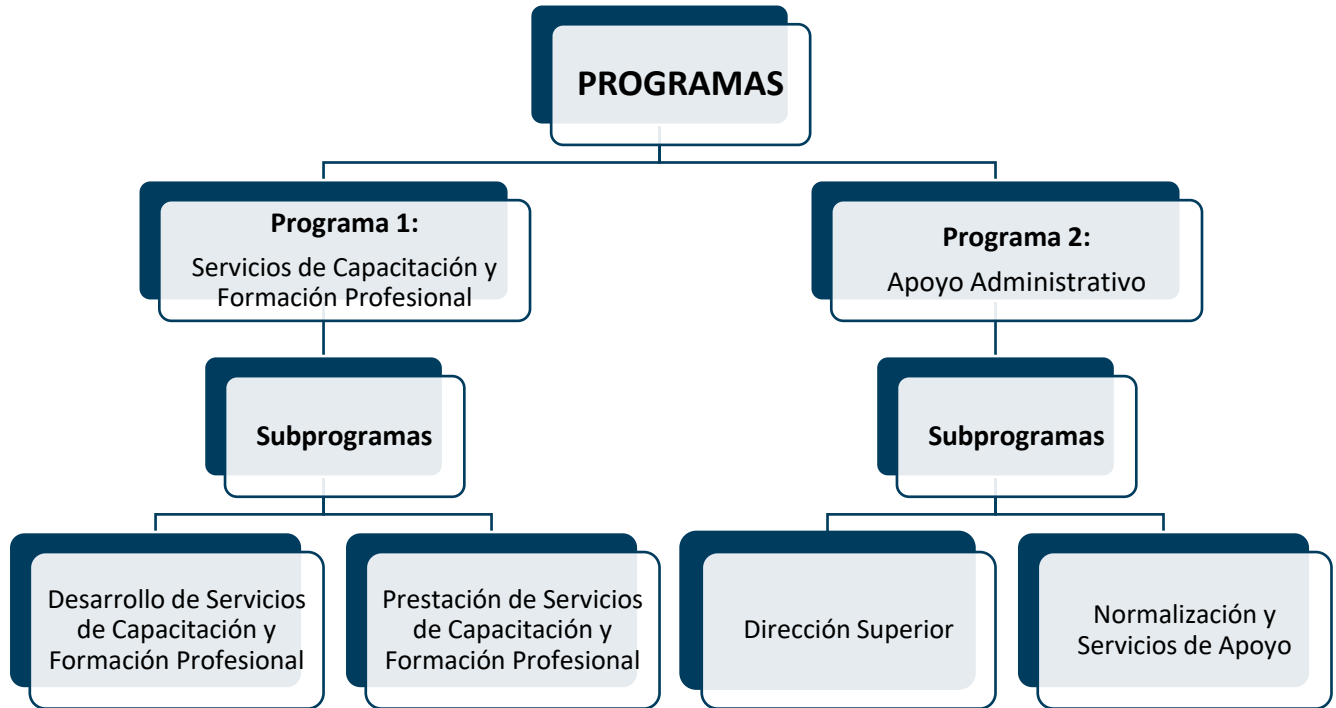 PROGRAMAS
Programa 1:
Servicios de Capacitación y
Formación Profesional
Programa 2:
Apoyo Administrativo
Subprogramas
Subprogramas
Desarrollo de Servicios
de Capacitación y
Formación Profesional
Prestación de Servicios
de Capacitación y
Formación Profesional
Dirección Superior
Normalización y
Servicios de Apoyo